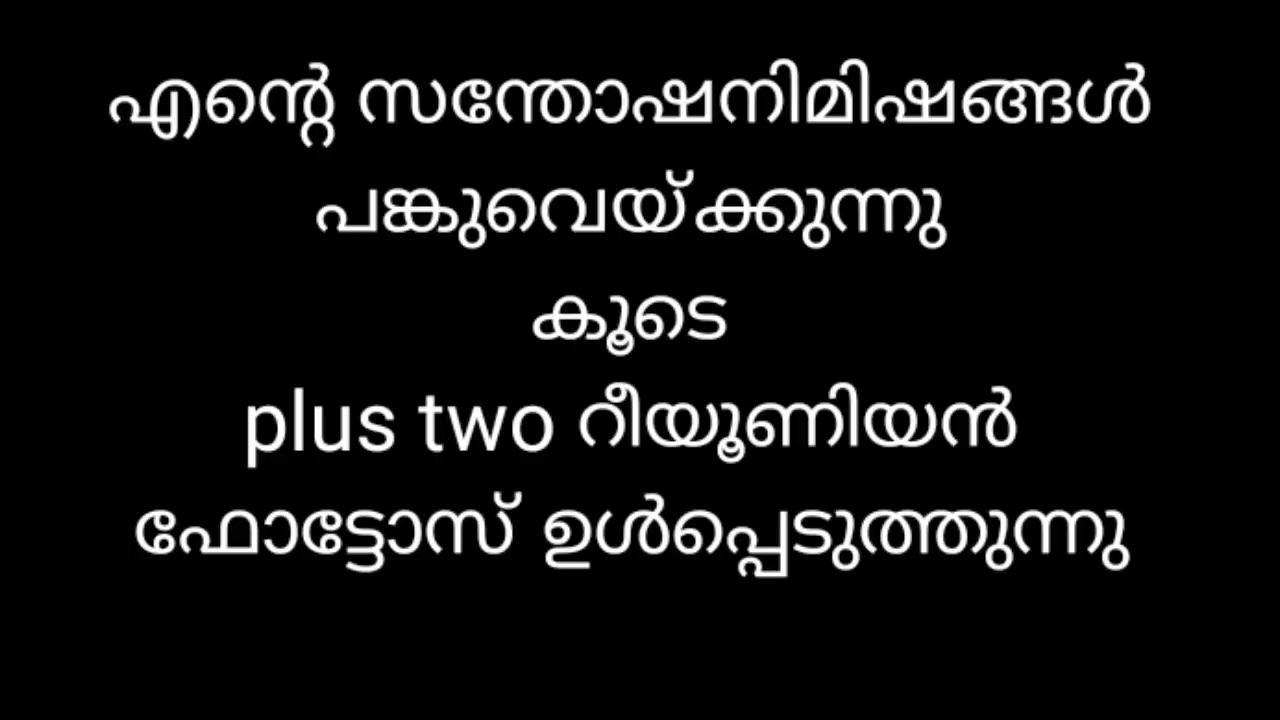 എന്റെ സന്തോഷനിമിഷങ്ങൾ
പങ്കുവെയ്ക്കുന്നു
കൂടെ
plus two റീയൂണിയൻ
ഫോട്ടോസ് ഉൾപ്പെടുത്തുന്നു